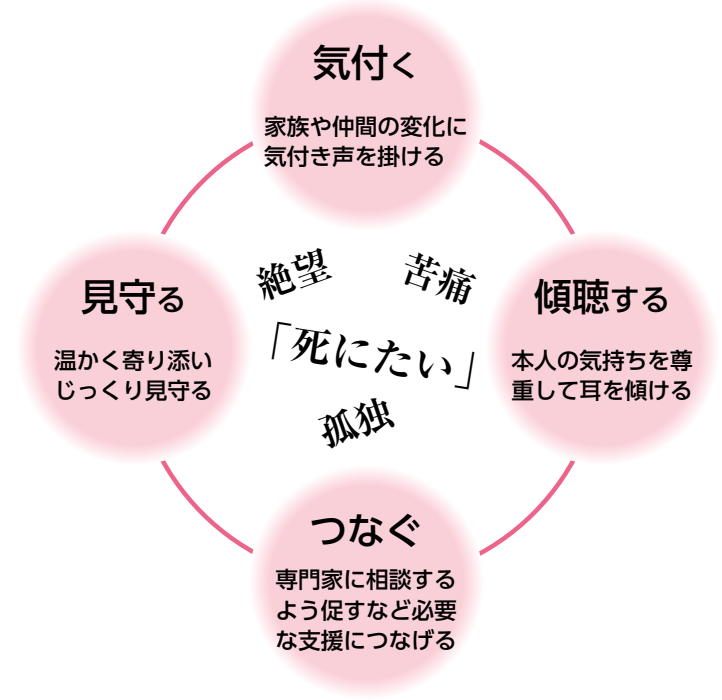 気付く
家族や仲間の変化に
気付き声を掛ける
絶望
苦痛
「死にたい」
孤独
見守る
温かく寄り添い
じっくり見守る
傾聴する
本人の気持ちを尊
重して耳を傾ける
つなぐ
専門家に相談する
よう促すなど必要
な支援につなげる